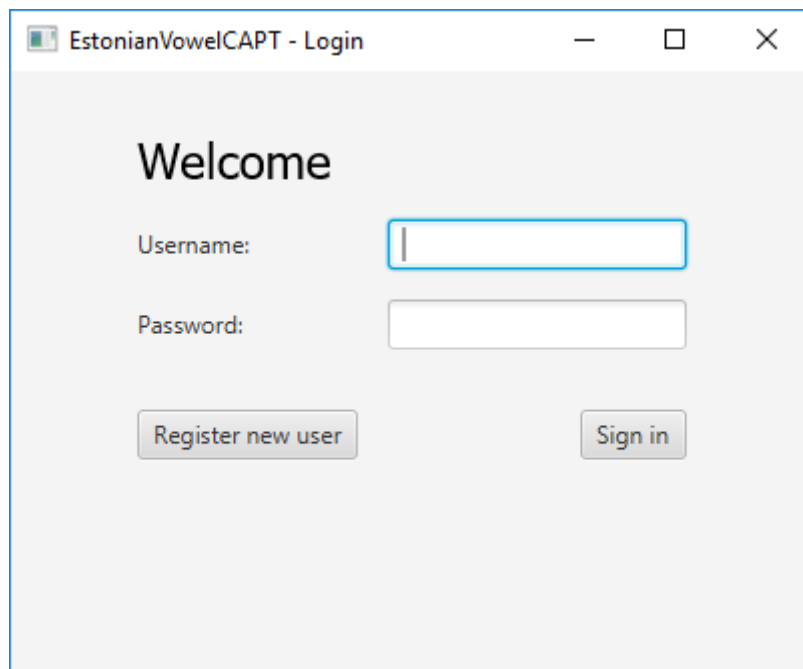 EstonianVowelCAPT - Login
Welcome
Username:
Password:
Register new user Sign in